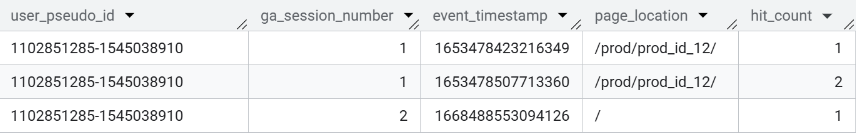 user_pseudo_id ga_session_number event_timestamp page_location hit_count
1102851285-1545038910 1 1653478423216349 /prod/prod_id_12/ 1
1102851285-1545038910 1 1653478507713360 /prod/prod_id_12/ 2
1102851285-1545038910 2 1668488553094126 / 1